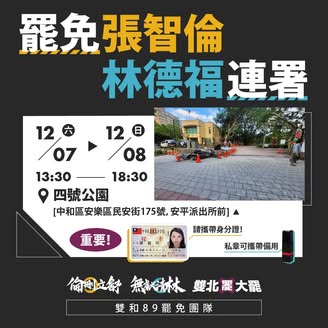 罷免張智倫
林德福連署
12/07 六 ▶ 12/08 日
13:30 —— 18:30
四號公園
[中和區安樂區民安街175號, 安平派出所前] ▲
重要!
請攜帶身分證!
私章可攜帶備用
雙北罷大罷
雙和89罷免團隊